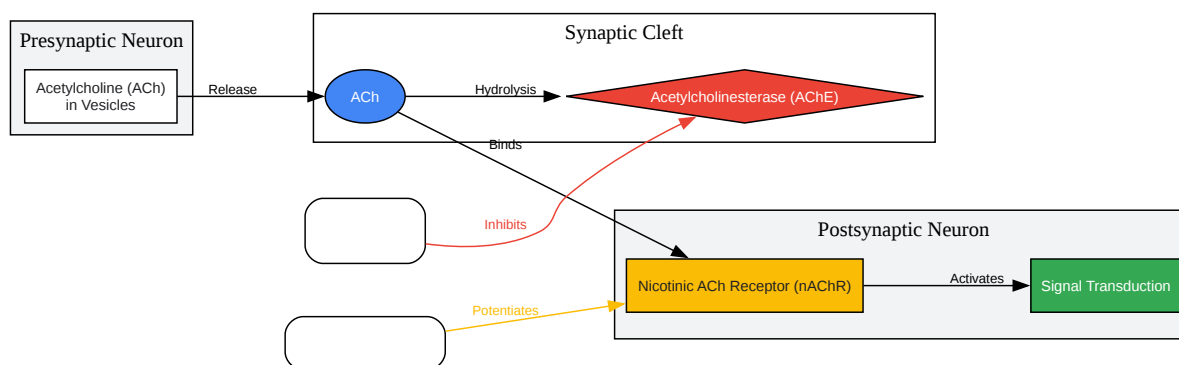 Presynaptic Neuron
Acetylcholine (ACh)
in Vesicles
Release
Synaptic Cleft
ACh
Hydrolysis
Acetylcholinesterase (AChE)
Binds
Inhibits
Potentiates
Postsynaptic Neuron
Nicotinic ACh Receptor (nAChR)
Activates
Signal Transduction